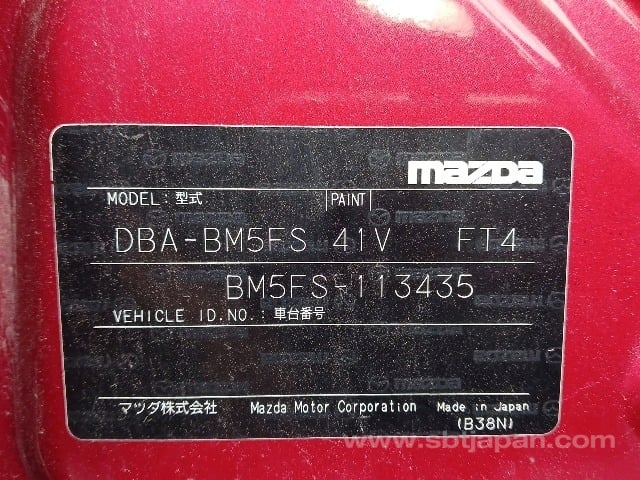 mazda
MODEL: 型式 PAINT
DBA-BM5FS 41V FT4
BM5FS-113435
VEHICLE ID.NO.: 車台番号
マツダ株式会社 Mazda Motor Corporation Made in Japan
(B38N)
www.sbtjapan.com